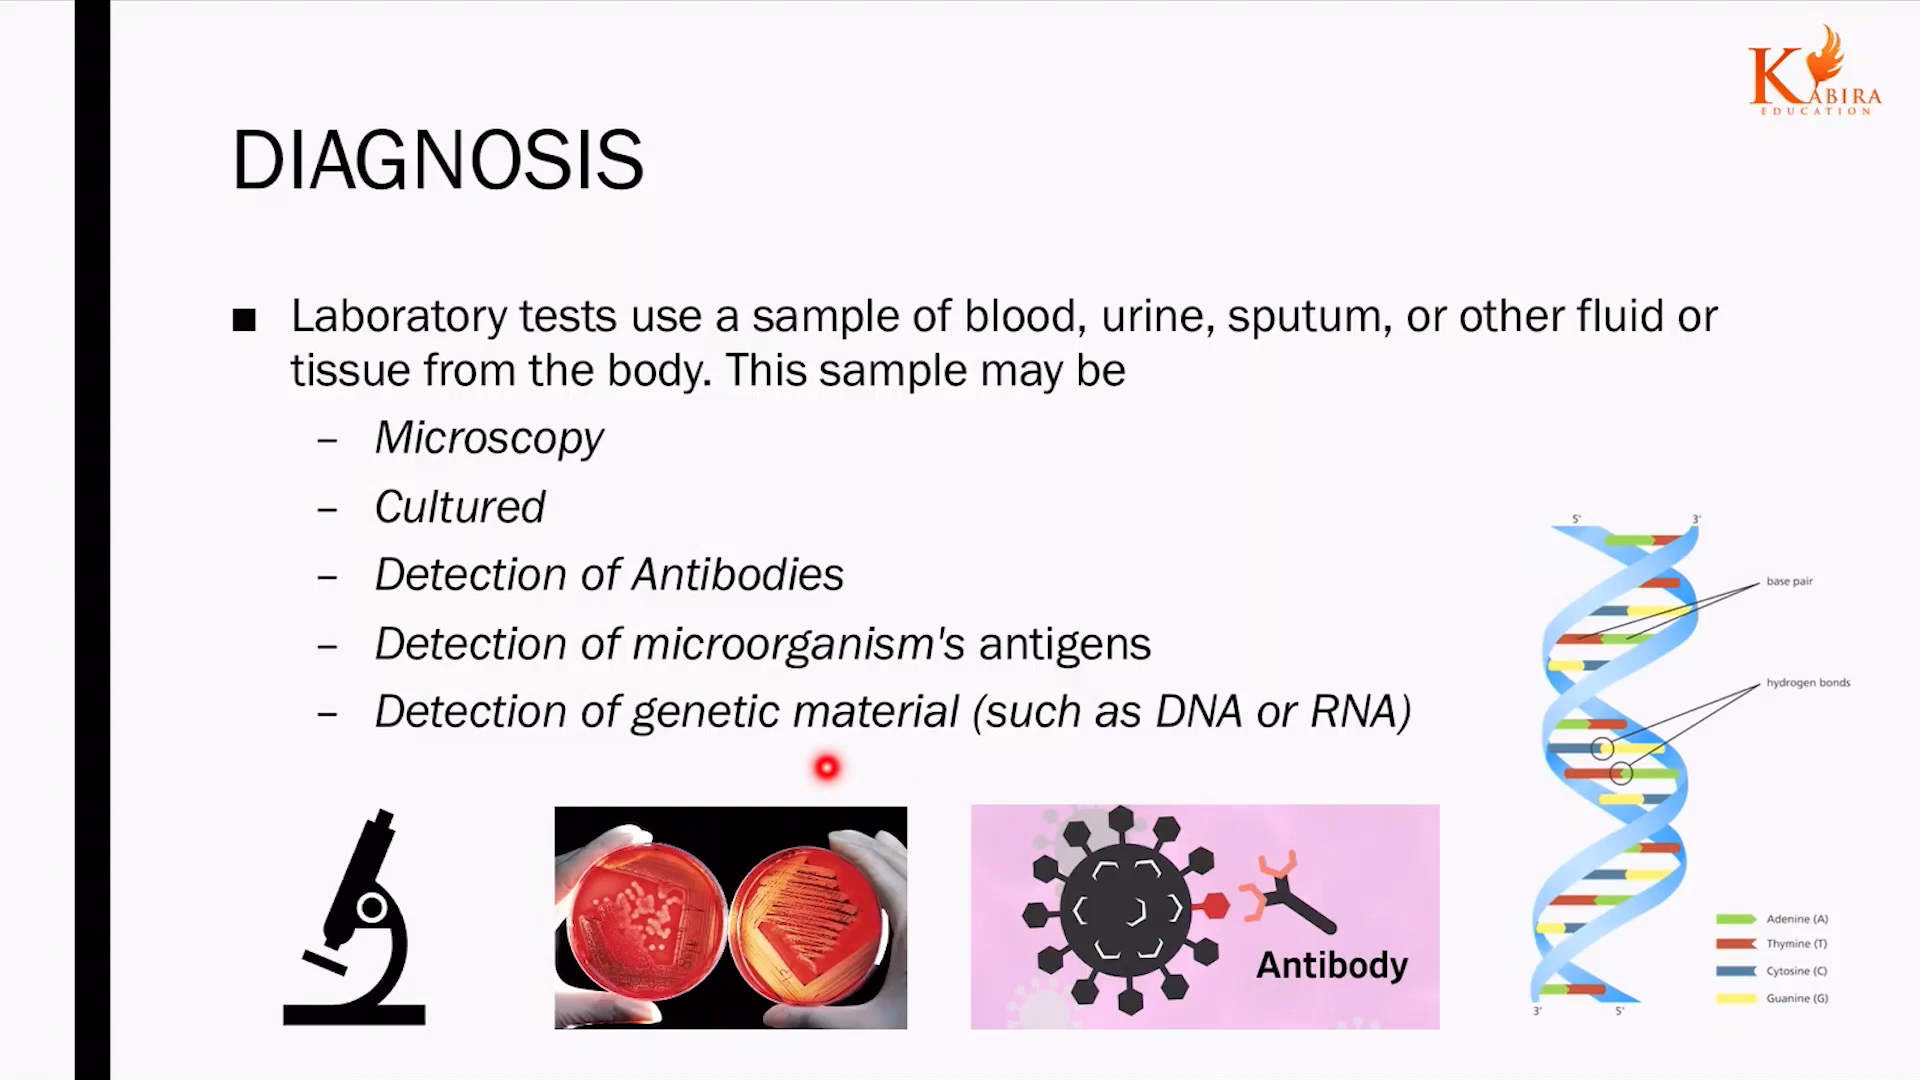 KABIRA
EDUCATION
DIAGNOSIS
■ Laboratory tests use a sample of blood, urine, sputum, or other fluid or
tissue from the body. This sample may be
– Microscopy
– Cultured
– Detection of Antibodies
– Detection of microorganism's antigens
– Detection of genetic material (such as DNA or RNA)
5' 3'
base pair
hydrogen bonds
Antibody
Adenine (A)
Thymine (T)
Cytosine (C)
Guanine (G)
3' 5'